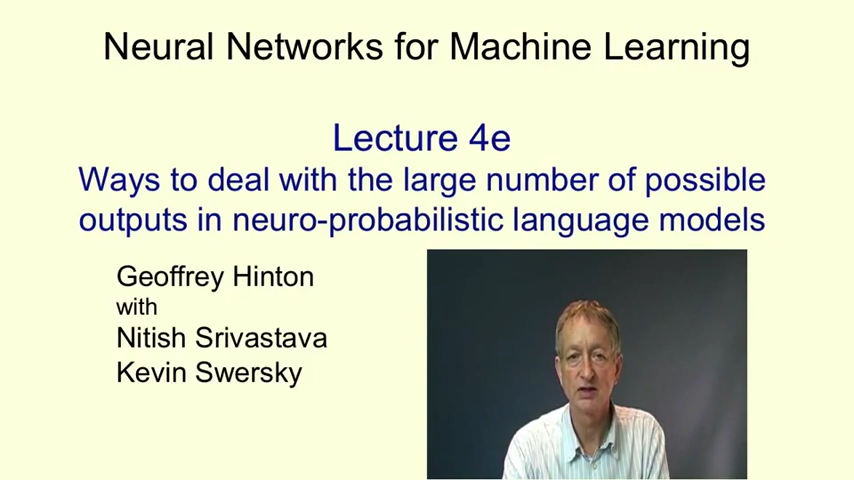 Neural Networks for Machine Learning
Lecture 4e
Ways to deal with the large number of possible
outputs in neuro-probabilistic language models
Geoffrey Hinton
with
Nitish Srivastava
Kevin Swersky